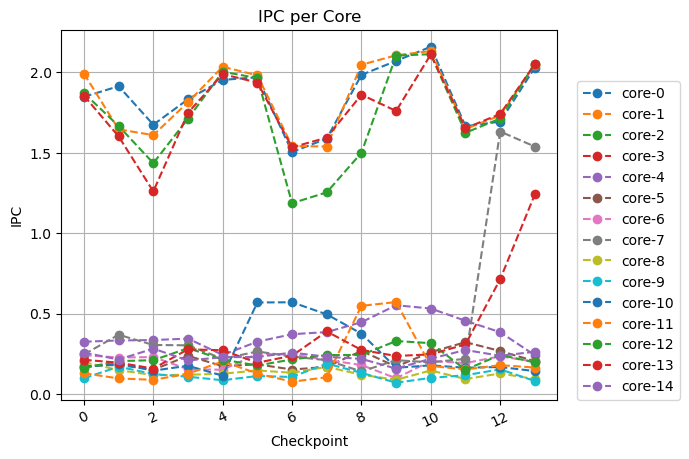 IPC per Core
IPC
2.0
1.5
1.0
0.5
0.0
0
2
4
6
8
10
12
Checkpoint
core-0
core-1
core-2
core-3
core-4
core-5
core-6
core-7
core-8
core-9
core-10
core-11
core-12
core-13
core-14